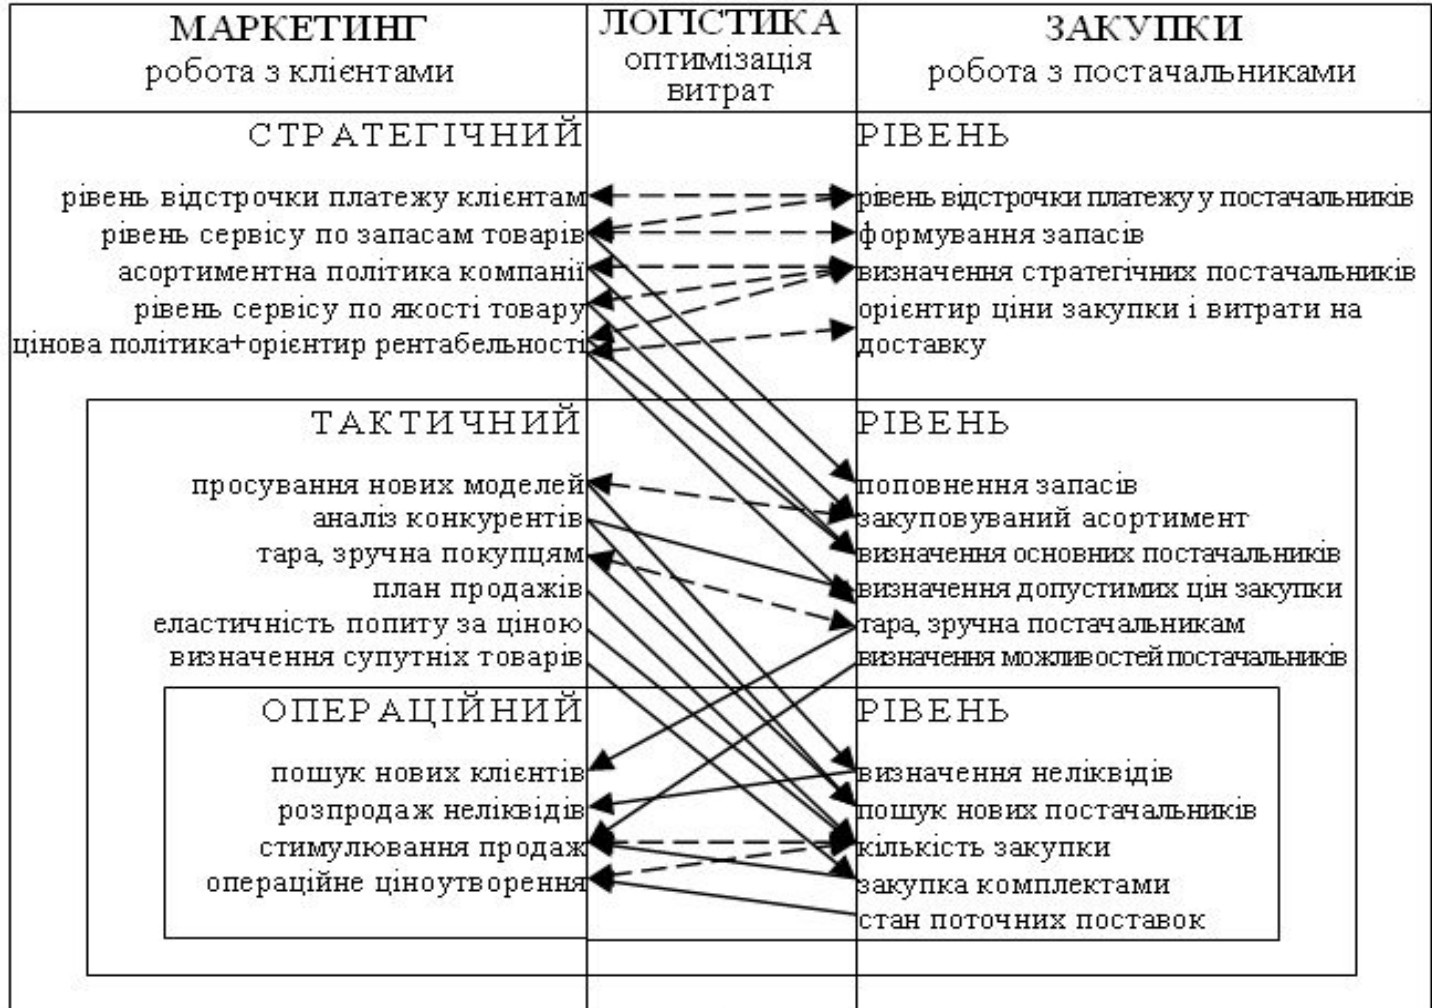 МАРКЕТИНГ
робота з клієнтами
ЛОГІСТИКА
оптимізація
витрат
ЗАКУПКИ
робота з постачальниками
СТРАТЕГІЧНИЙ РІВЕНЬ
рівень відстрочки платежу клієнтам
рівень відстрочки платежу у постачальників
рівень сервісу по запасам товарів
формування запасів
асортиментна політика компанії
визначення стратегічних постачальників
рівень сервісу по якості товару
орієнтир ціни закупки і витрати на
цінова політика+орієнтир рентабельності
доставку
ТАКТИЧНИЙ РІВЕНЬ
просування нових моделей
поповнення запасів
аналіз конкурентів
закуповуваний асортимент
тара, зручна покупцям
визначення основних постачальників
план продажів
визначення допустимих цін закупки
еластичність попиту за ціною
тара, зручна постачальникам
визначення супутніх товарів
визначення можливостей постачальників
ОПЕРАЦІЙНИЙ РІВЕНЬ
пошук нових клієнтів
визначення неліквідів
розпродаж неліквідів
пошук нових постачальників
стимулювання продаж
кількість закупки
операційне ціноутворення
закупка комплектами
стан поточних поставок